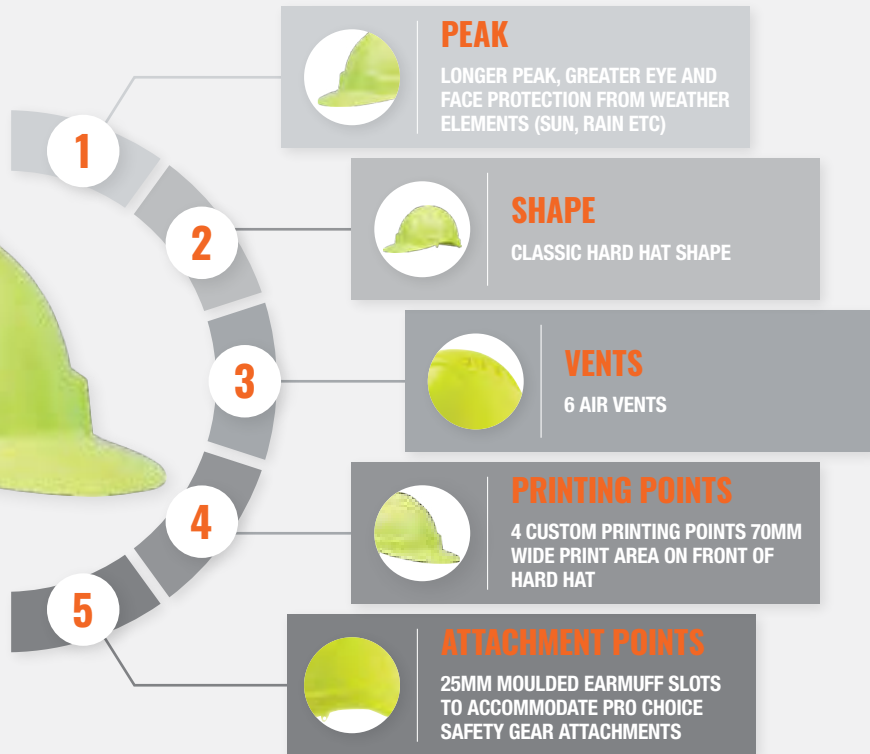 1
PEAK
LONGER PEAK, GREATER EYE AND
FACE PROTECTION FROM WEATHER
ELEMENTS (SUN, RAIN ETC)
2
SHAPE
CLASSIC HARD HAT SHAPE
3
VENTS
6 AIR VENTS
4
PRINTING POINTS
4 CUSTOM PRINTING POINTS 70MM
WIDE PRINT AREA ON FRONT OF
HARD HAT
5
ATTACHMENT POINTS
25MM MOULDED EARMUFF SLOTS
TO ACCOMMODATE PRO CHOICE
SAFETY GEAR ATTACHMENTS